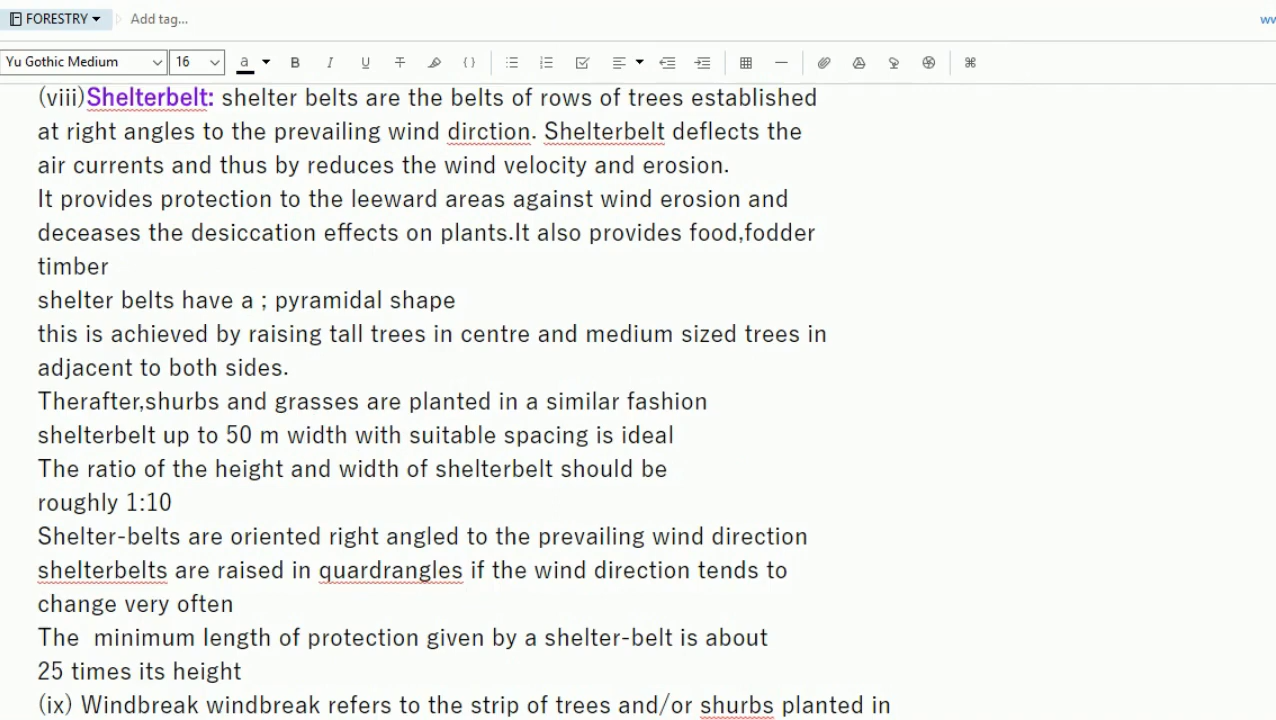 FORESTRY Add tag...
Yu Gothic Medium 16 a B I U T { }
(viii)Shelterbelt: shelter belts are the belts of rows of trees established
at right angles to the prevailing wind dirction. Shelterbelt deflects the
air currents and thus by reduces the wind velocity and erosion.
It provides protection to the leeward areas against wind erosion and
deceases the desiccation effects on plants.It also provides food,fodder
timber
shelter belts have a ; pyramidal shape
this is achieved by raising tall trees in centre and medium sized trees in
adjacent to both sides.
Therafter,shurbs and grasses are planted in a similar fashion
shelterbelt up to 50 m width with suitable spacing is ideal
The ratio of the height and width of shelterbelt should be
roughly 1:10
Shelter-belts are oriented right angled to the prevailing wind direction
shelterbelts are raised in quardrangles if the wind direction tends to
change very often
The  minimum length of protection given by a shelter-belt is about
25 times its height
(ix) Windbreak windbreak refers to the strip of trees and/or shurbs planted in